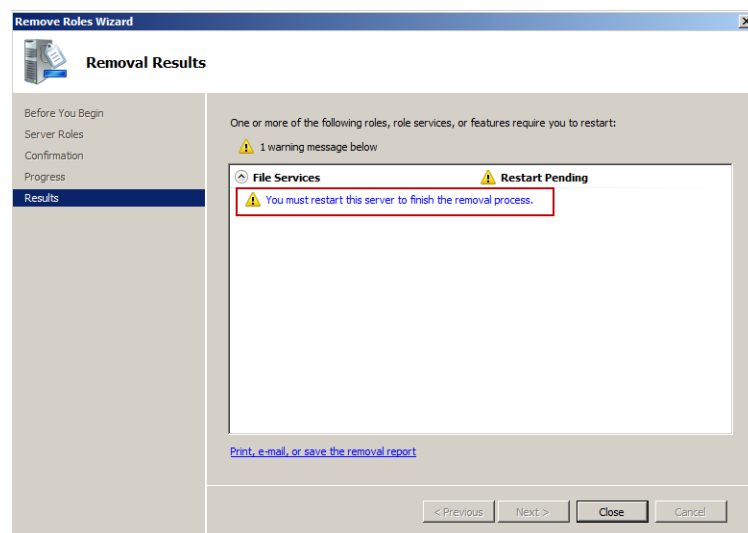 Remove Roles Wizard
Removal Results
Before You Begin
Server Roles
Confirmation
Progress
Results
One or more of the following roles, role services, or features require you to restart:
1 warning message below
File Services Restart Pending
You must restart this server to finish the removal process.
Print, e-mail, or save the removal report
< Previous Next > Close Cancel